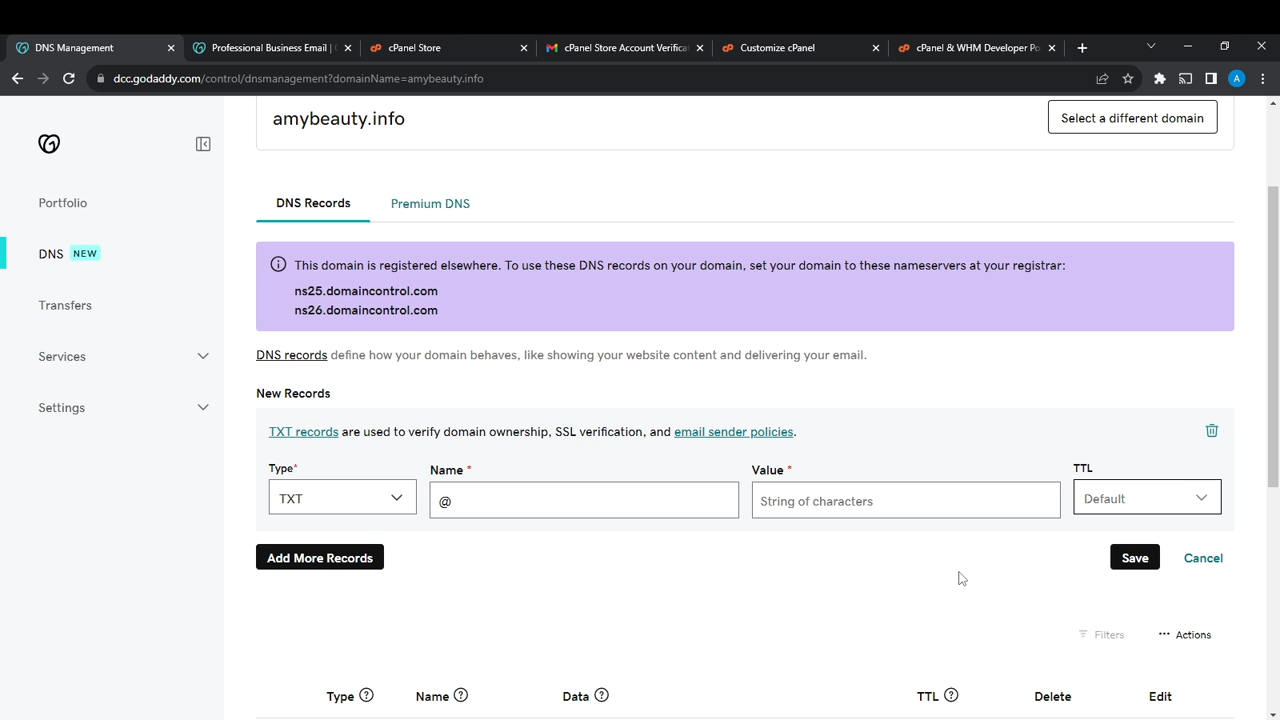 DNS Management
Professional Business Email | G
cPanel Store
cPanel Store Account Verificat
Customize cPanel
cPanel & WHM Developer Po
dcc.godaddy.com/control/dnsmanagement?domainName=amybeauty.info
A
amybeauty.info
Select a different domain
Portfolio
DNS NEW
Transfers
Services
Settings
DNS Records
Premium DNS
This domain is registered elsewhere. To use these DNS records on your domain, set your domain to these nameservers at your registrar:
ns25.domaincontrol.com
ns26.domaincontrol.com
DNS records define how your domain behaves, like showing your website content and delivering your email.
New Records
TXT records are used to verify domain ownership, SSL verification, and email sender policies.
Type* Name * Value * TTL
TXT @ String of characters Default
Add More Records Save Cancel
Filters ··· Actions
Type ? Name ? Data ? TTL ? Delete Edit